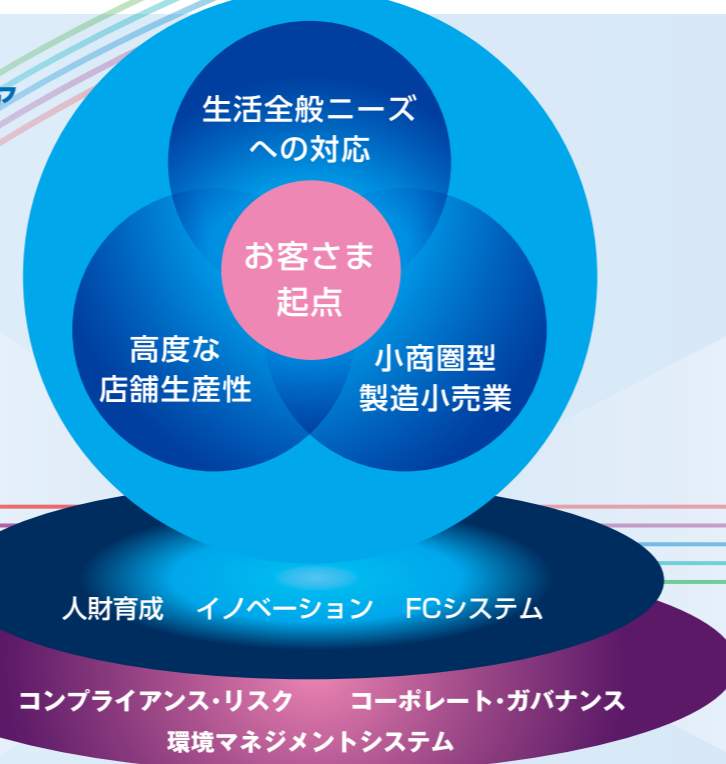 ア
生活全般ニーズ
への対応
お客さま
起点
高度な
店舗生産性
小商圏型
製造小売業
人財育成 イノベーション FCシステム
コンプライアンス・リスク コーポレート・ガバナンス
環境マネジメントシステム